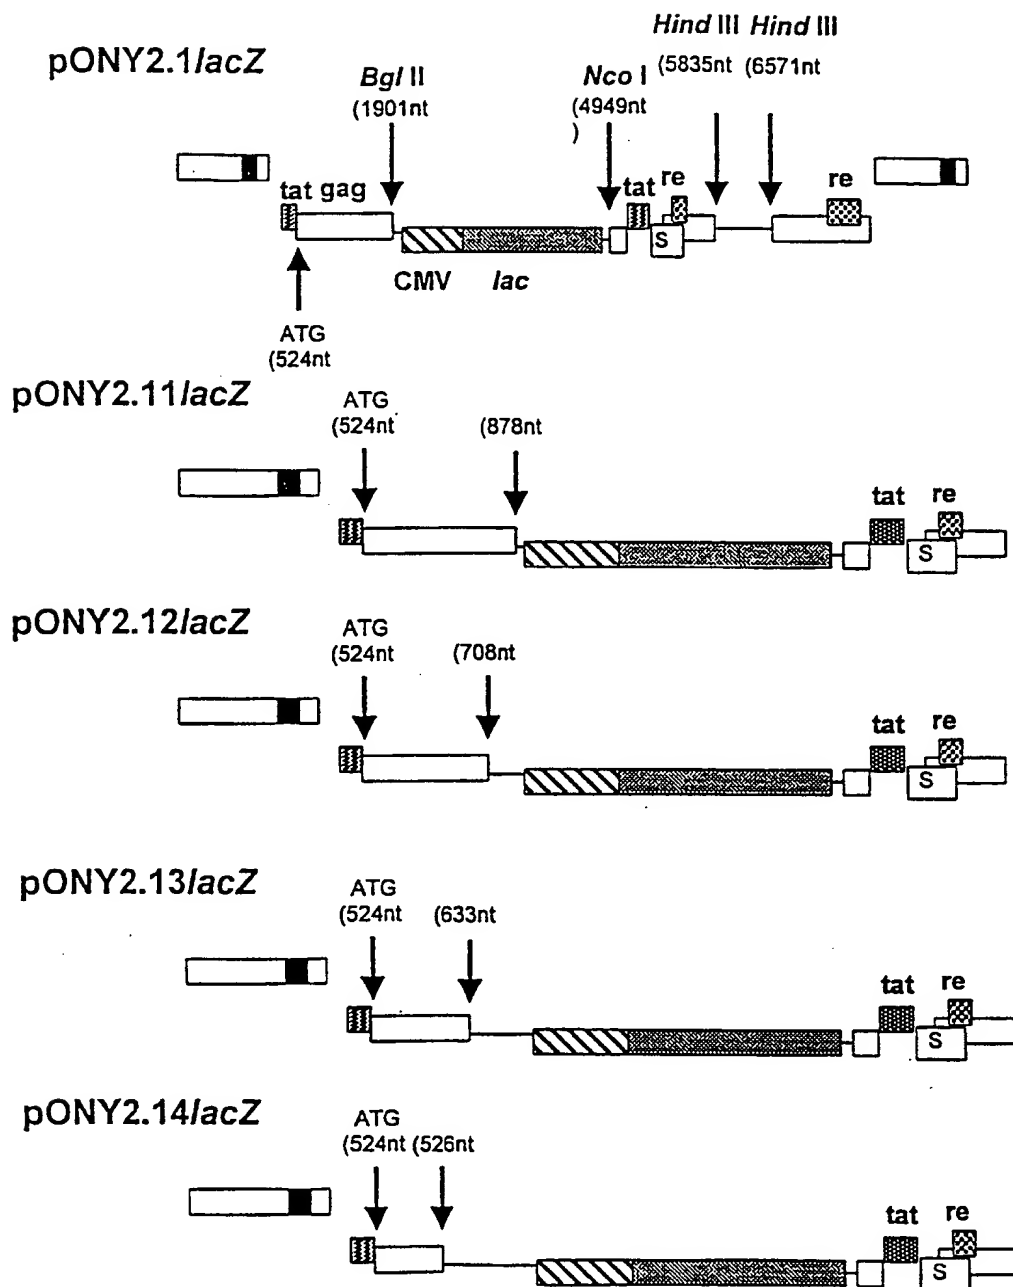 pONY2.1lacZ
Hind III Hind III
(5835nt (6571nt
Bgl II
(1901nt
Nco I
(4949nt
)
tat gag
tat
re
re
S
CMV
lac
ATG
(524nt
pONY2.11lacZ
ATG
(524nt
(878nt
tat
re
S
pONY2.12lacZ
ATG
(524nt
(708nt
tat
re
S
pONY2.13lacZ
ATG
(524nt
(633nt
tat
re
S
pONY2.14lacZ
ATG
(524nt (526nt
tat
re
S